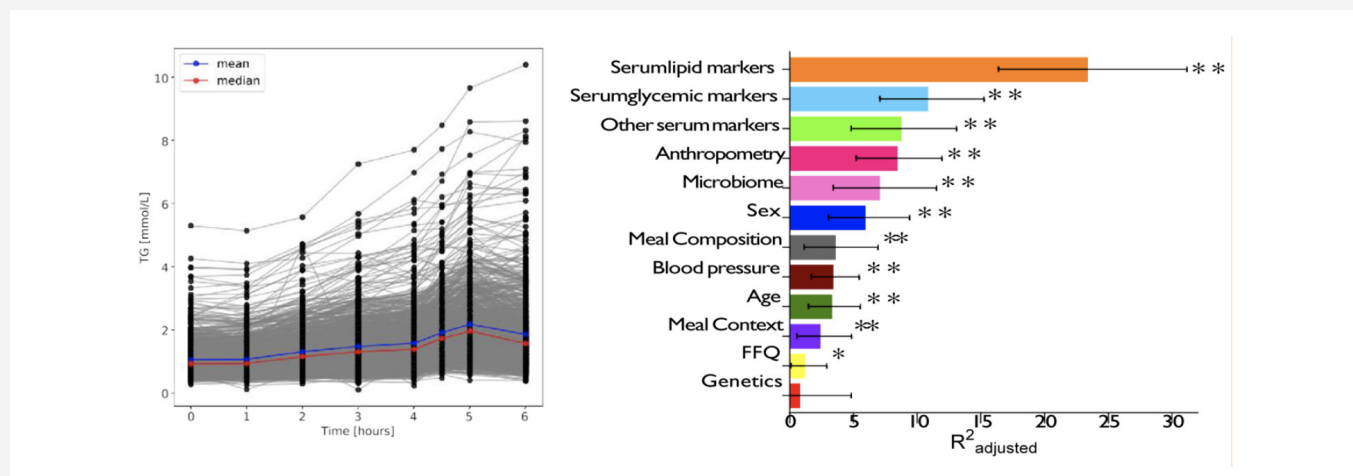 mean
median
10
8
6
4
2
0
TG [mmol/L]
0 1 2 3 4 5 6
Time [hours]
Serumlipid markers **
Serumglycemic markers **
Other serum markers **
Anthropometry **
Microbiome **
Sex **
Meal Composition **
Blood pressure **
Age **
Meal Context **
FFQ *
Genetics
0 5 10 15 20 25 30
R²adjusted